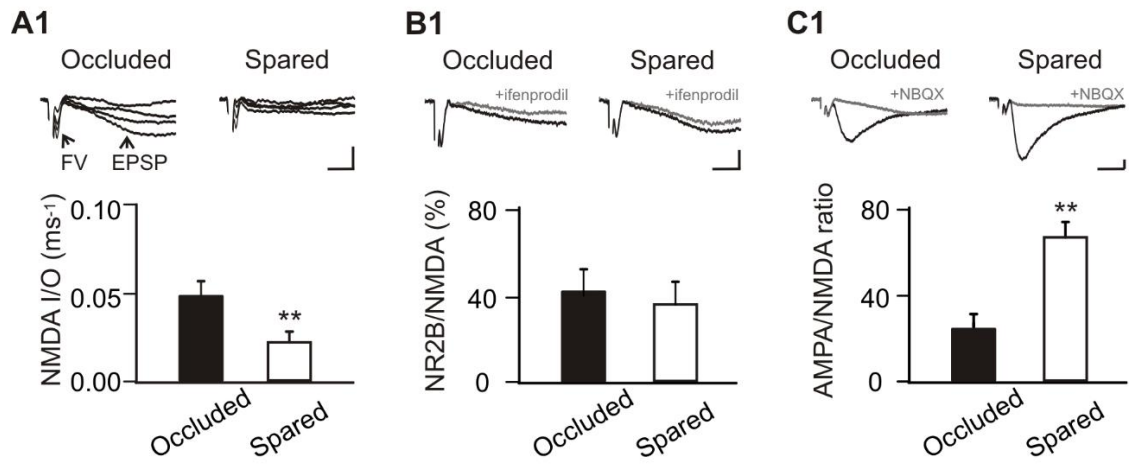 A1
B1
C1
Occluded
Spared
Occluded
Spared
Occluded
Spared
+ifenprodil
+ifenprodil
+NBQX
+NBQX
FV
EPSP
NMDA I/O (ms⁻¹)
0.10
0.05
0.00
Occluded
Spared
**
NR2B/NMDA (%)
80
40
0
Occluded
Spared
AMPA/NMDA ratio
80
40
0
Occluded
Spared
**